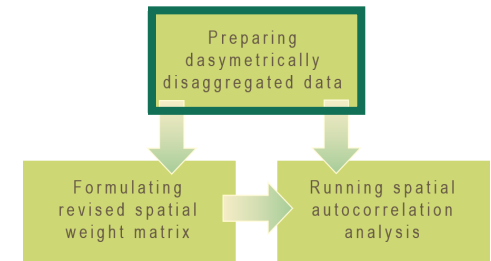 Preparing
dasymetrically
disaggregated data
Formulating
revised spatial
weight matrix
Running spatial
autocorrelation
analysis